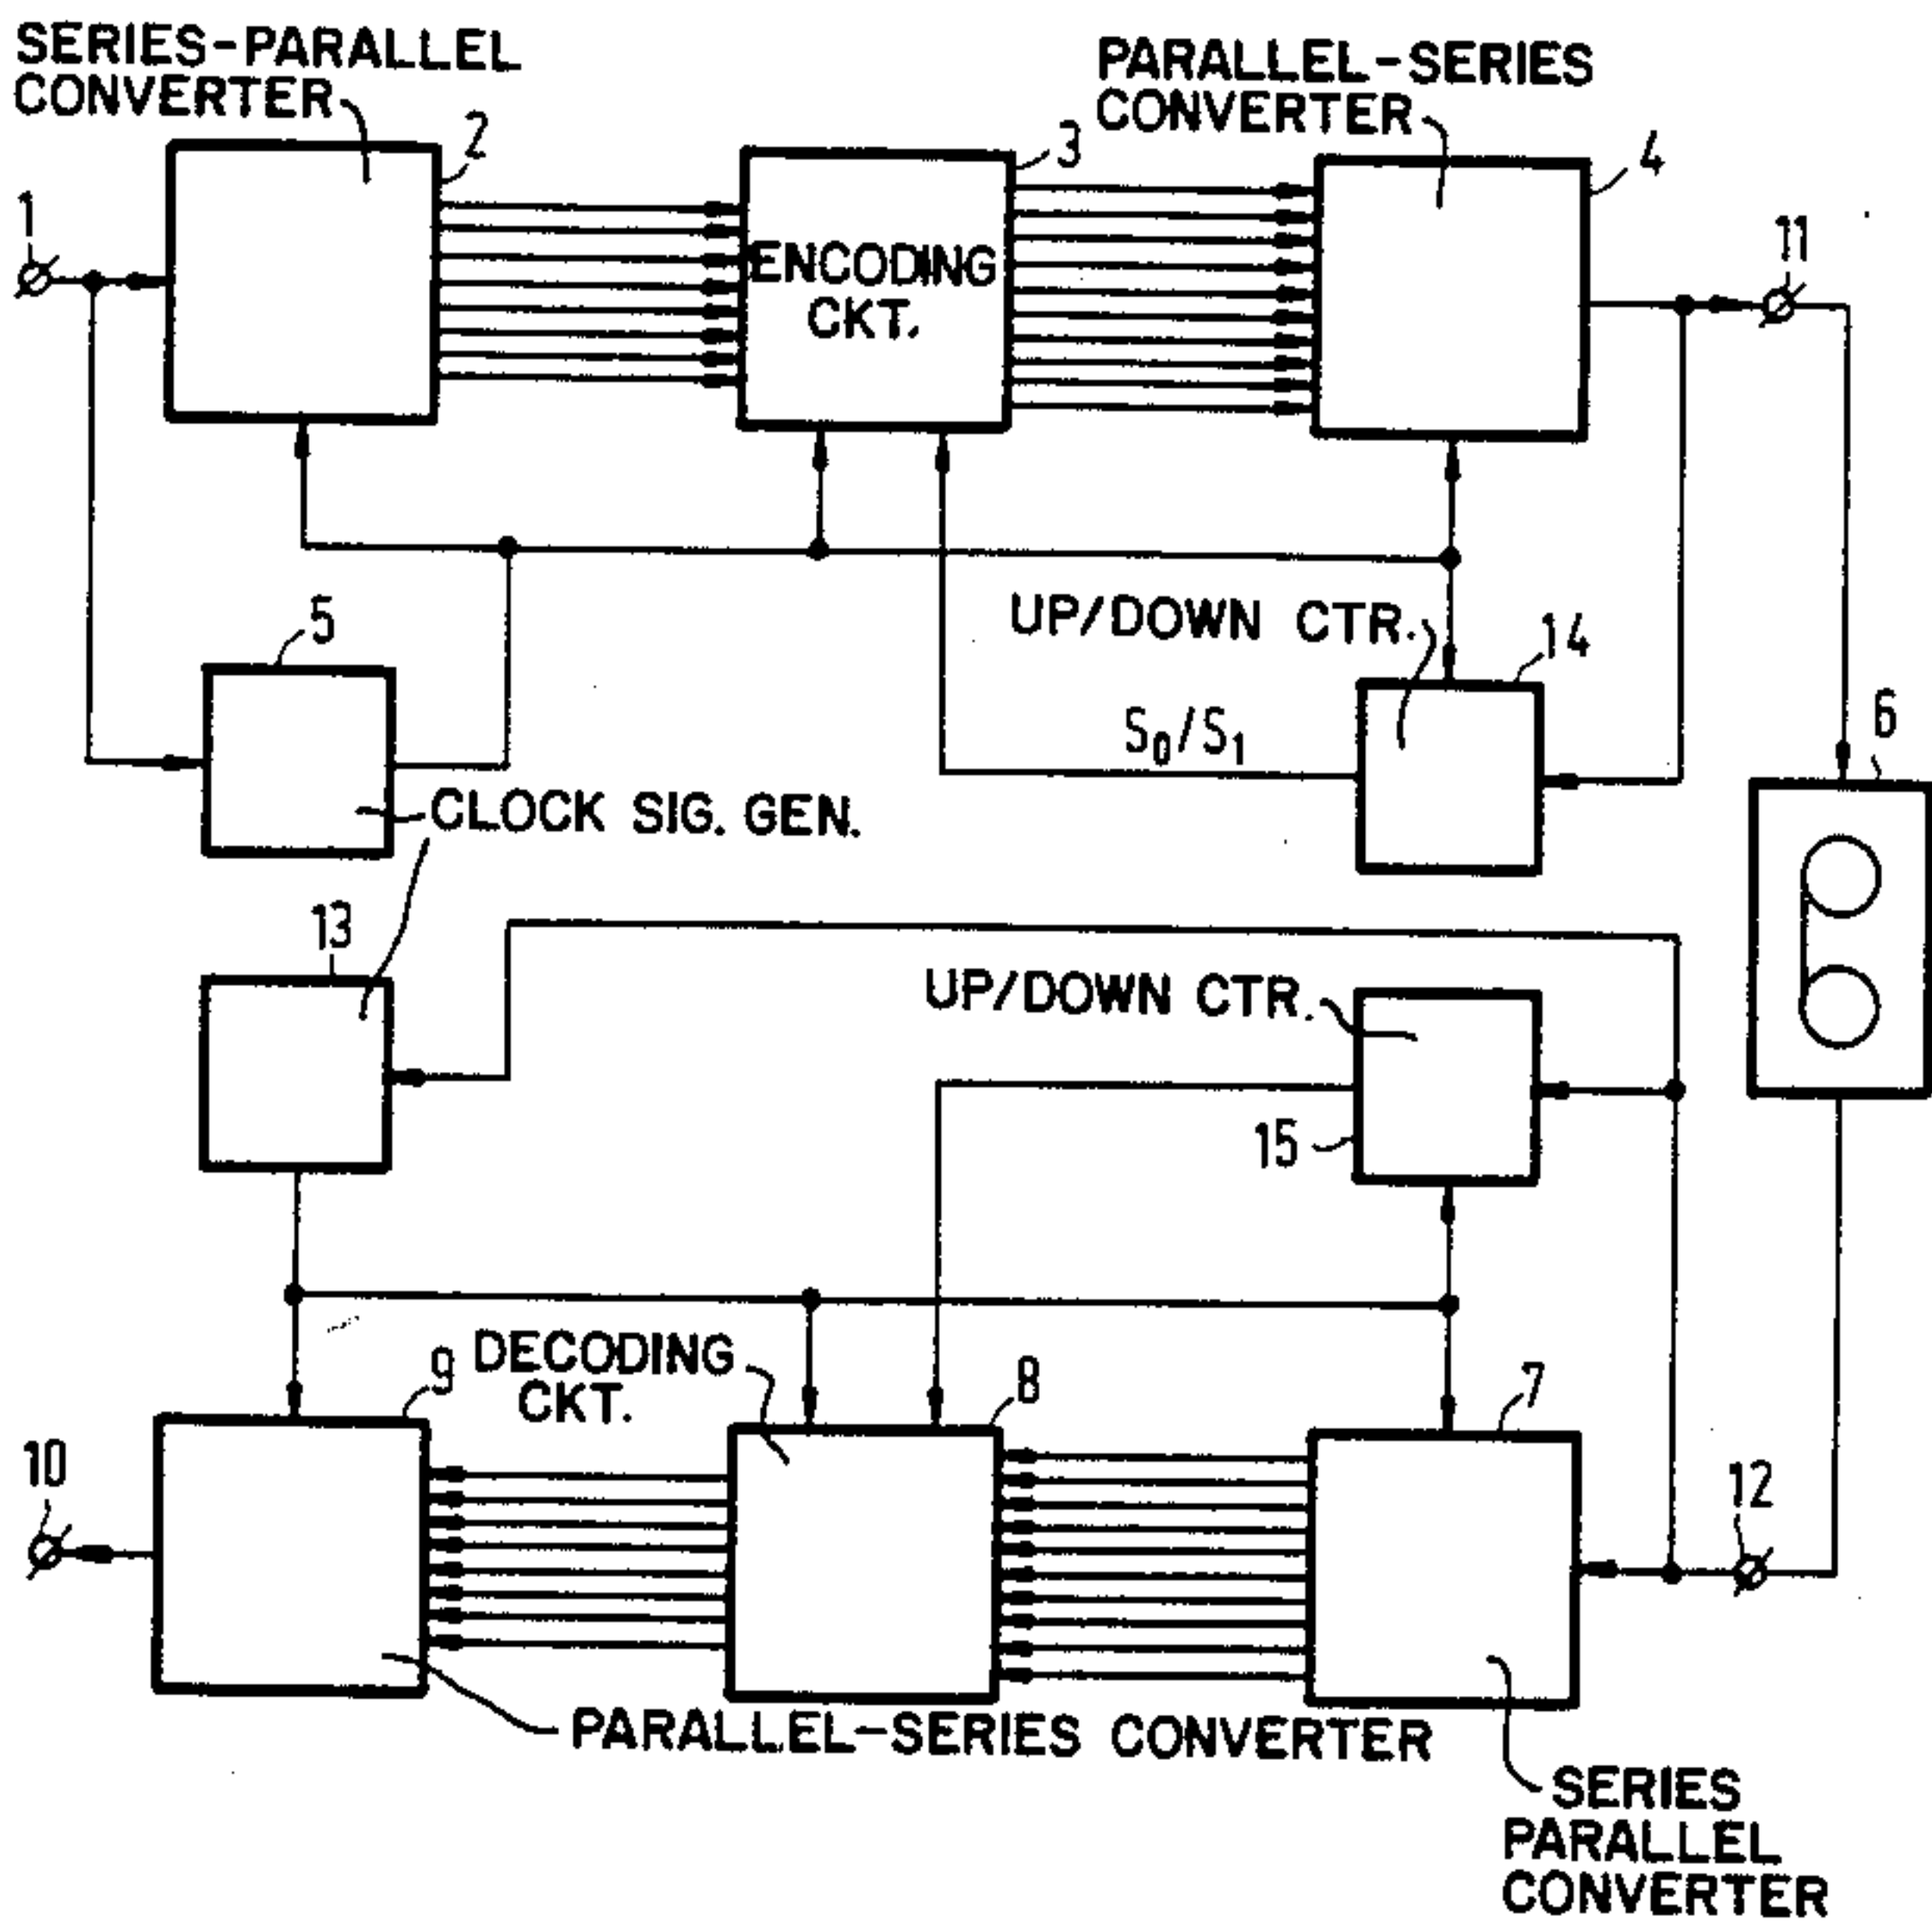 SERIES-PARALLEL
CONVERTER
PARALLEL-SERIES
CONVERTER
2
3
4
1
11
ENCODING
CKT.
UP/DOWN CTR.
5
14
S₀/S₁
6
CLOCK SIG. GEN.
13
UP/DOWN CTR.
15
DECODING
CKT.
9
8
7
10
12
PARALLEL-SERIES CONVERTER
SERIES
PARALLEL
CONVERTER